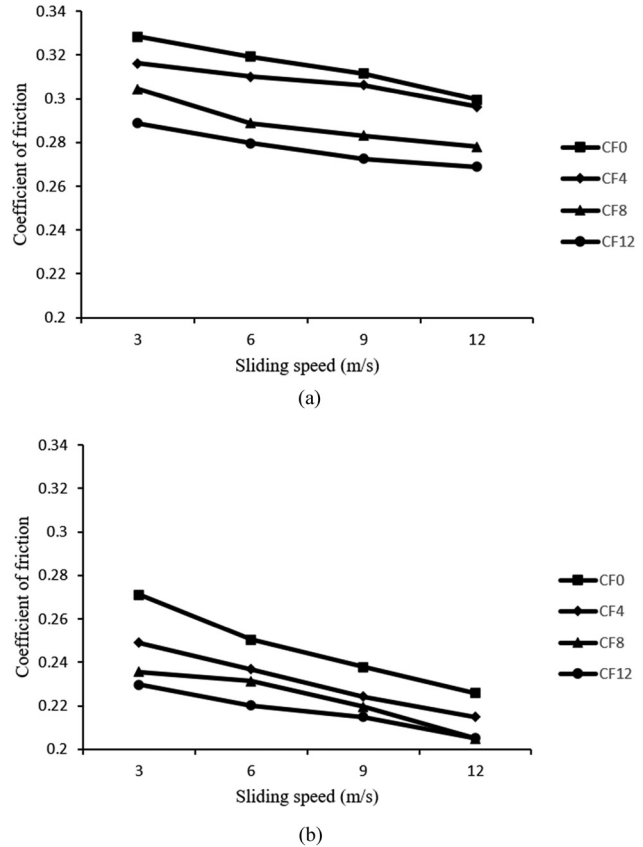 0.34
0.32
0.3
0.28
0.26
0.24
0.22
0.2
Coefficient of friction
3 6 9 12
Sliding speed (m/s)
CF0
CF4
CF8
CF12
(a)
0.34
0.32
0.3
0.28
0.26
0.24
0.22
0.2
Coefficient of friction
3 6 9 12
Sliding speed (m/s)
CF0
CF4
CF8
CF12
(b)